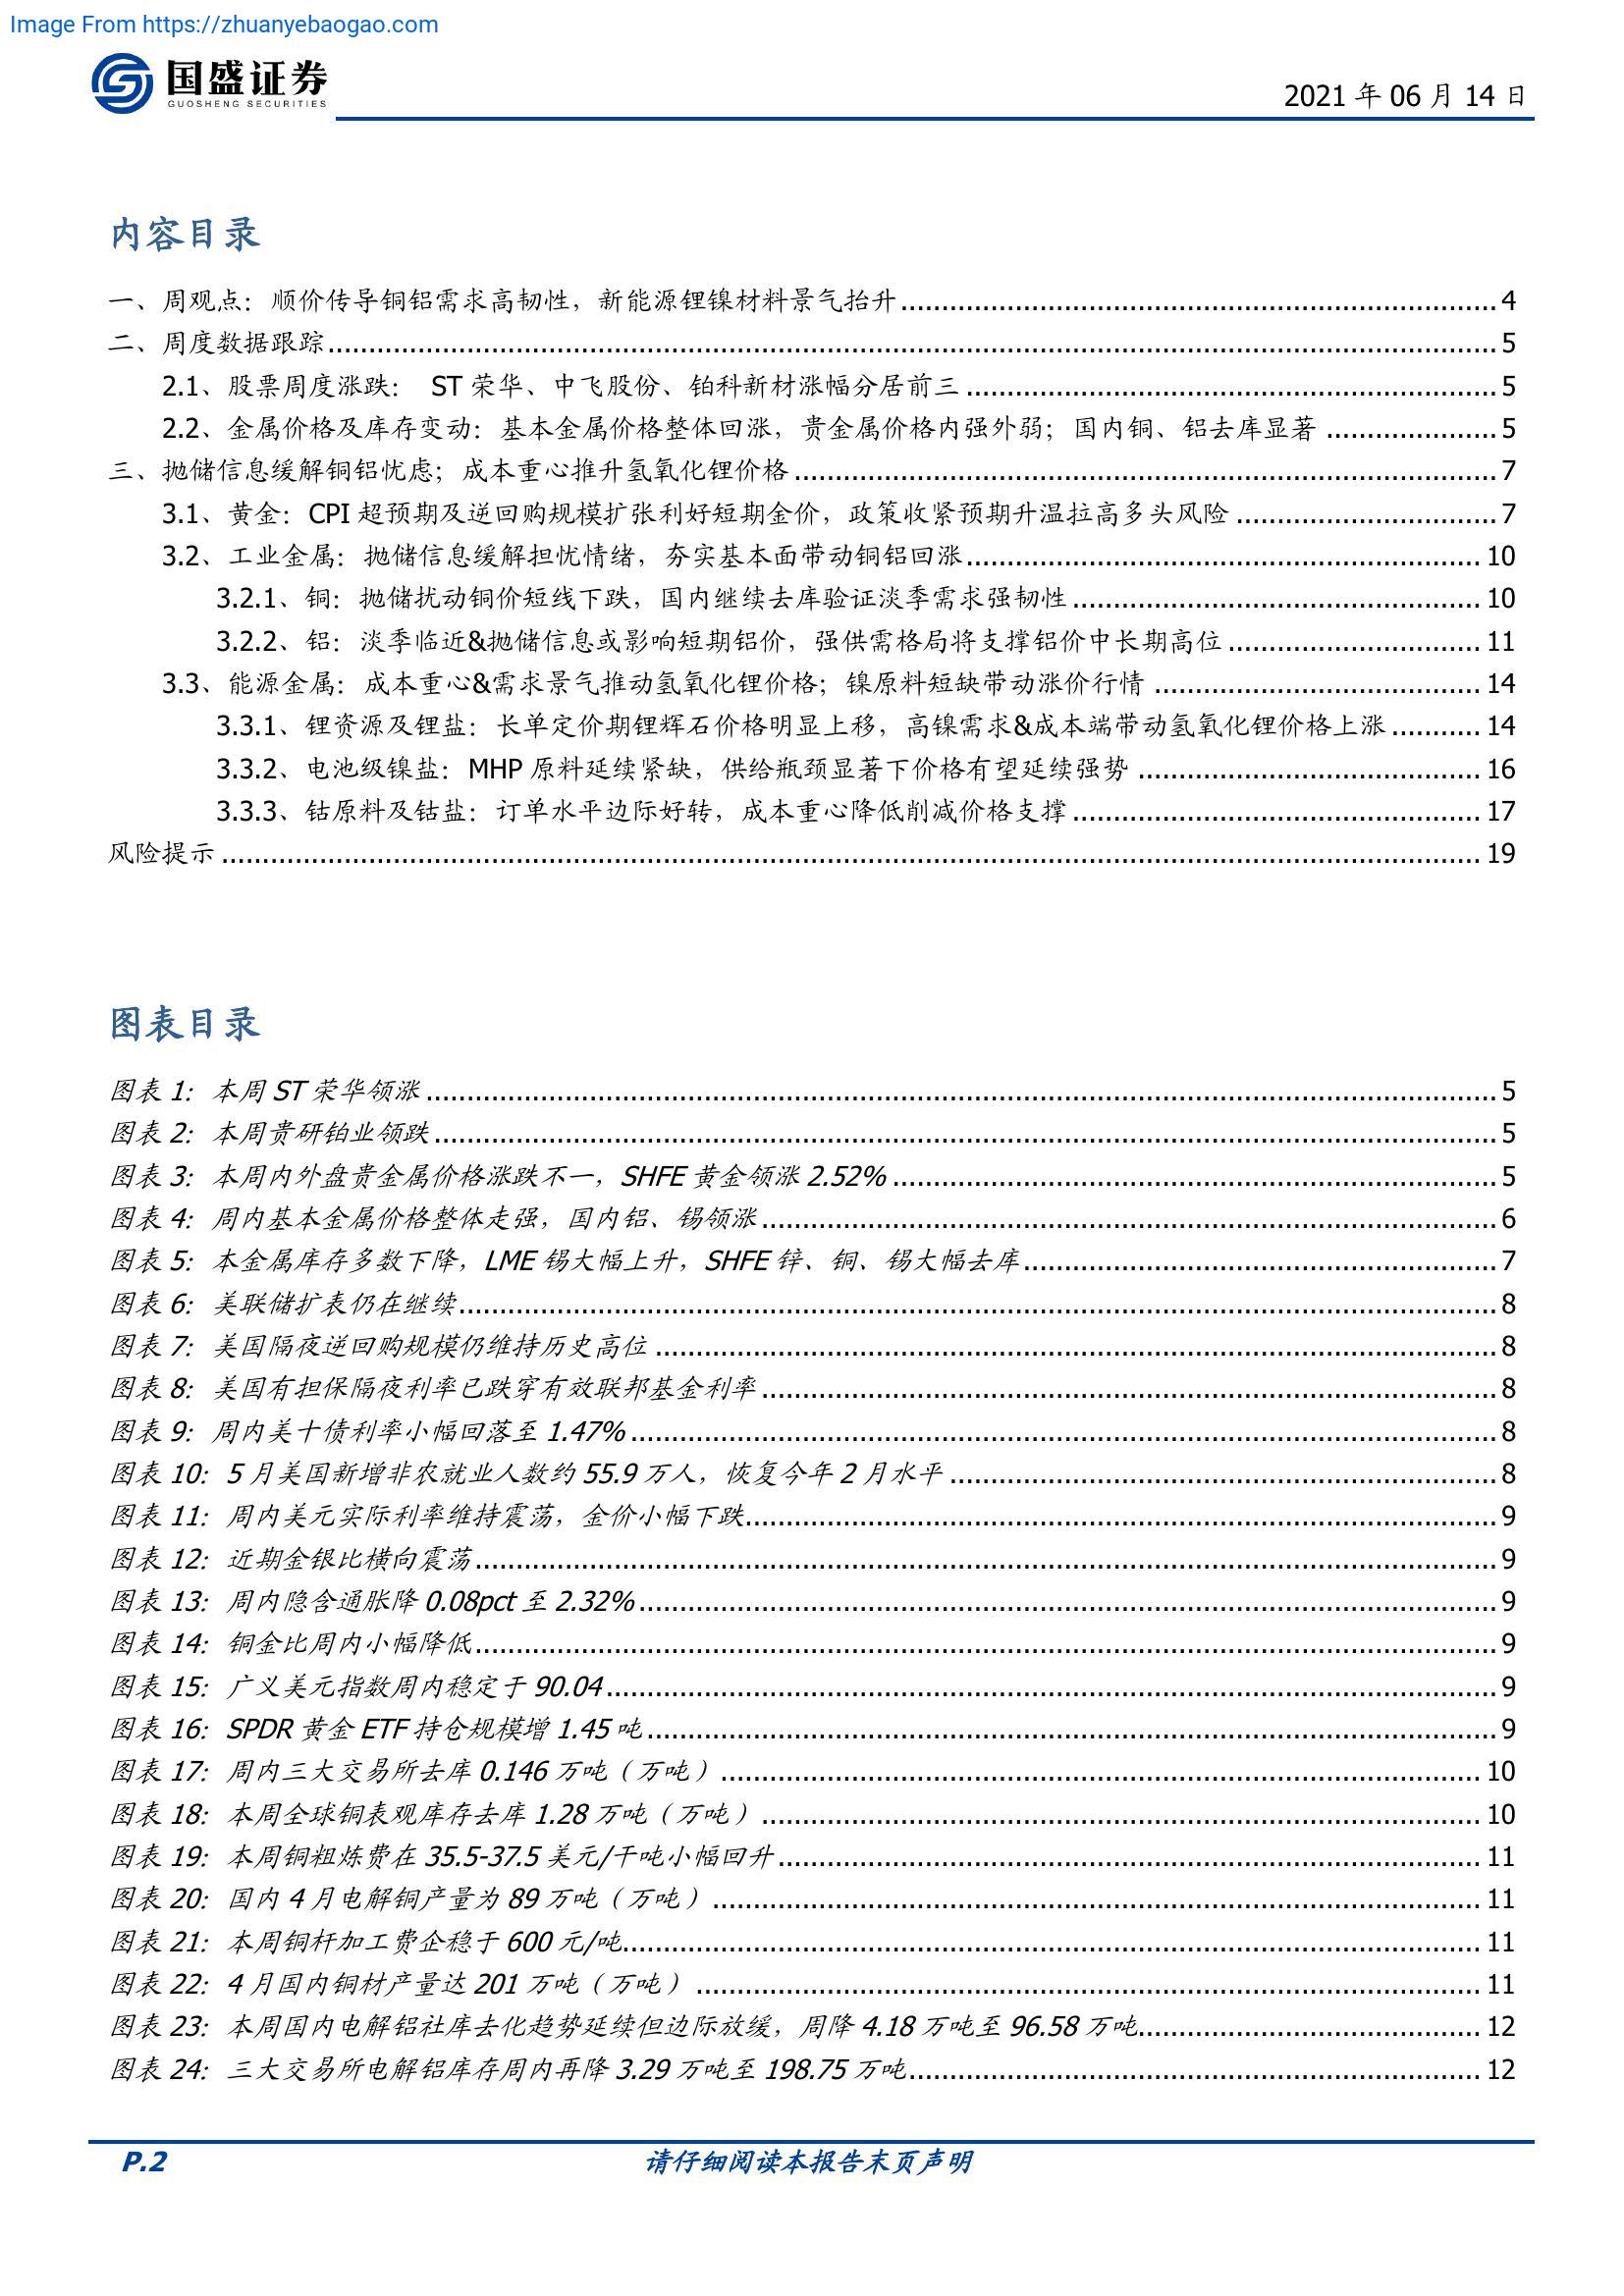 Image From https://zhuanyebaogao.com
国盛证券
GUOSHENG SECURITIES
2021 年 06 月 14 日
内容目录
一、周观点：顺价传导铜铝需求高韧性，新能源锂镍材料景气抬升 4
二、周度数据跟踪 5
2.1、股票周度涨跌： ST 荣华、中飞股份、铂科新材涨幅分居前三 5
2.2、金属价格及库存变动：基本金属价格整体回涨，贵金属价格内强外弱；国内铜、铝去库显著 5
三、抛储信息缓解铜铝忧虑；成本重心推升氢氧化锂价格 7
3.1、黄金：CPI 超预期及逆回购规模扩张利好短期金价，政策收紧预期升温拉高多头风险 7
3.2、工业金属：抛储信息缓解担忧情绪，夯实基本面带动铜铝回涨 10
3.2.1、铜：抛储扰动铜价短线下跌，国内继续去库验证淡季需求强韧性 10
3.2.2、铝：淡季临近&抛储信息或影响短期铝价，强供需格局将支撑铝价中长期高位 11
3.3、能源金属：成本重心&需求景气推动氢氧化锂价格；镍原料短缺带动涨价行情 14
3.3.1、锂资源及锂盐：长单定价期锂辉石价格明显上移，高镍需求&成本端带动氢氧化锂价格上涨 14
3.3.2、电池级镍盐：MHP 原料延续紧缺，供给瓶颈显著下价格有望延续强势 16
3.3.3、钴原料及钴盐：订单水平边际好转，成本重心降低削减价格支撑 17
风险提示 19
图表目录
图表 1：本周 ST 荣华领涨 5
图表 2：本周贵研铂业领跌 5
图表 3：本周内外盘贵金属价格涨跌不一，SHFE 黄金领涨 2.52% 5
图表 4：周内基本金属价格整体走强，国内铝、锡领涨 6
图表 5：本金属库存多数下降，LME 锡大幅上升，SHFE 锌、铜、锡大幅去库 7
图表 6：美联储扩表仍在继续 8
图表 7：美国隔夜逆回购规模仍维持历史高位 8
图表 8：美国有担保隔夜利率已跌穿有效联邦基金利率 8
图表 9：周内美十债利率小幅回落至 1.47% 8
图表 10：5 月美国新增非农就业人数约 55.9 万人，恢复今年 2 月水平 8
图表 11：周内美元实际利率维持震荡，金价小幅下跌 9
图表 12：近期金银比横向震荡 9
图表 13：周内隐含通胀降 0.08pct 至 2.32% 9
图表 14：铜金比周内小幅降低 9
图表 15：广义美元指数周内稳定于 90.04 9
图表 16：SPDR 黄金 ETF 持仓规模增 1.45 吨 9
图表 17：周内三大交易所去库 0.146 万吨（万吨） 10
图表 18：本周全球铜表观库存去库 1.28 万吨（万吨） 10
图表 19：本周铜粗炼费在 35.5-37.5 美元/干吨小幅回升 11
图表 20：国内 4 月电解铜产量为 89 万吨（万吨） 11
图表 21：本周铜杆加工费企稳于 600 元/吨 11
图表 22：4 月国内铜材产量达 201 万吨（万吨） 11
图表 23：本周国内电解铝社库去化趋势延续但边际放缓，周降 4.18 万吨至 96.58 万吨 12
图表 24：三大交易所电解铝库存周内再降 3.29 万吨至 198.75 万吨 12
P.2
请仔细阅读本报告末页声明